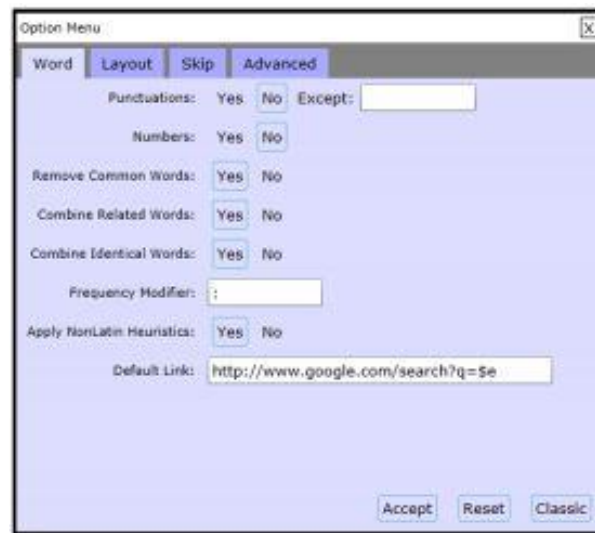 Option Menu X
Word Layout Skip Advanced
Punctuations: Yes No Except:
Numbers: Yes No
Remove Common Words: Yes No
Combine Related Words: Yes No
Combine Identical Words: Yes No
Frequency Modifier: :
Apply NonLatin Heuristics: Yes No
Default Link: http://www.google.com/search?q=$e
Accept Reset Classic